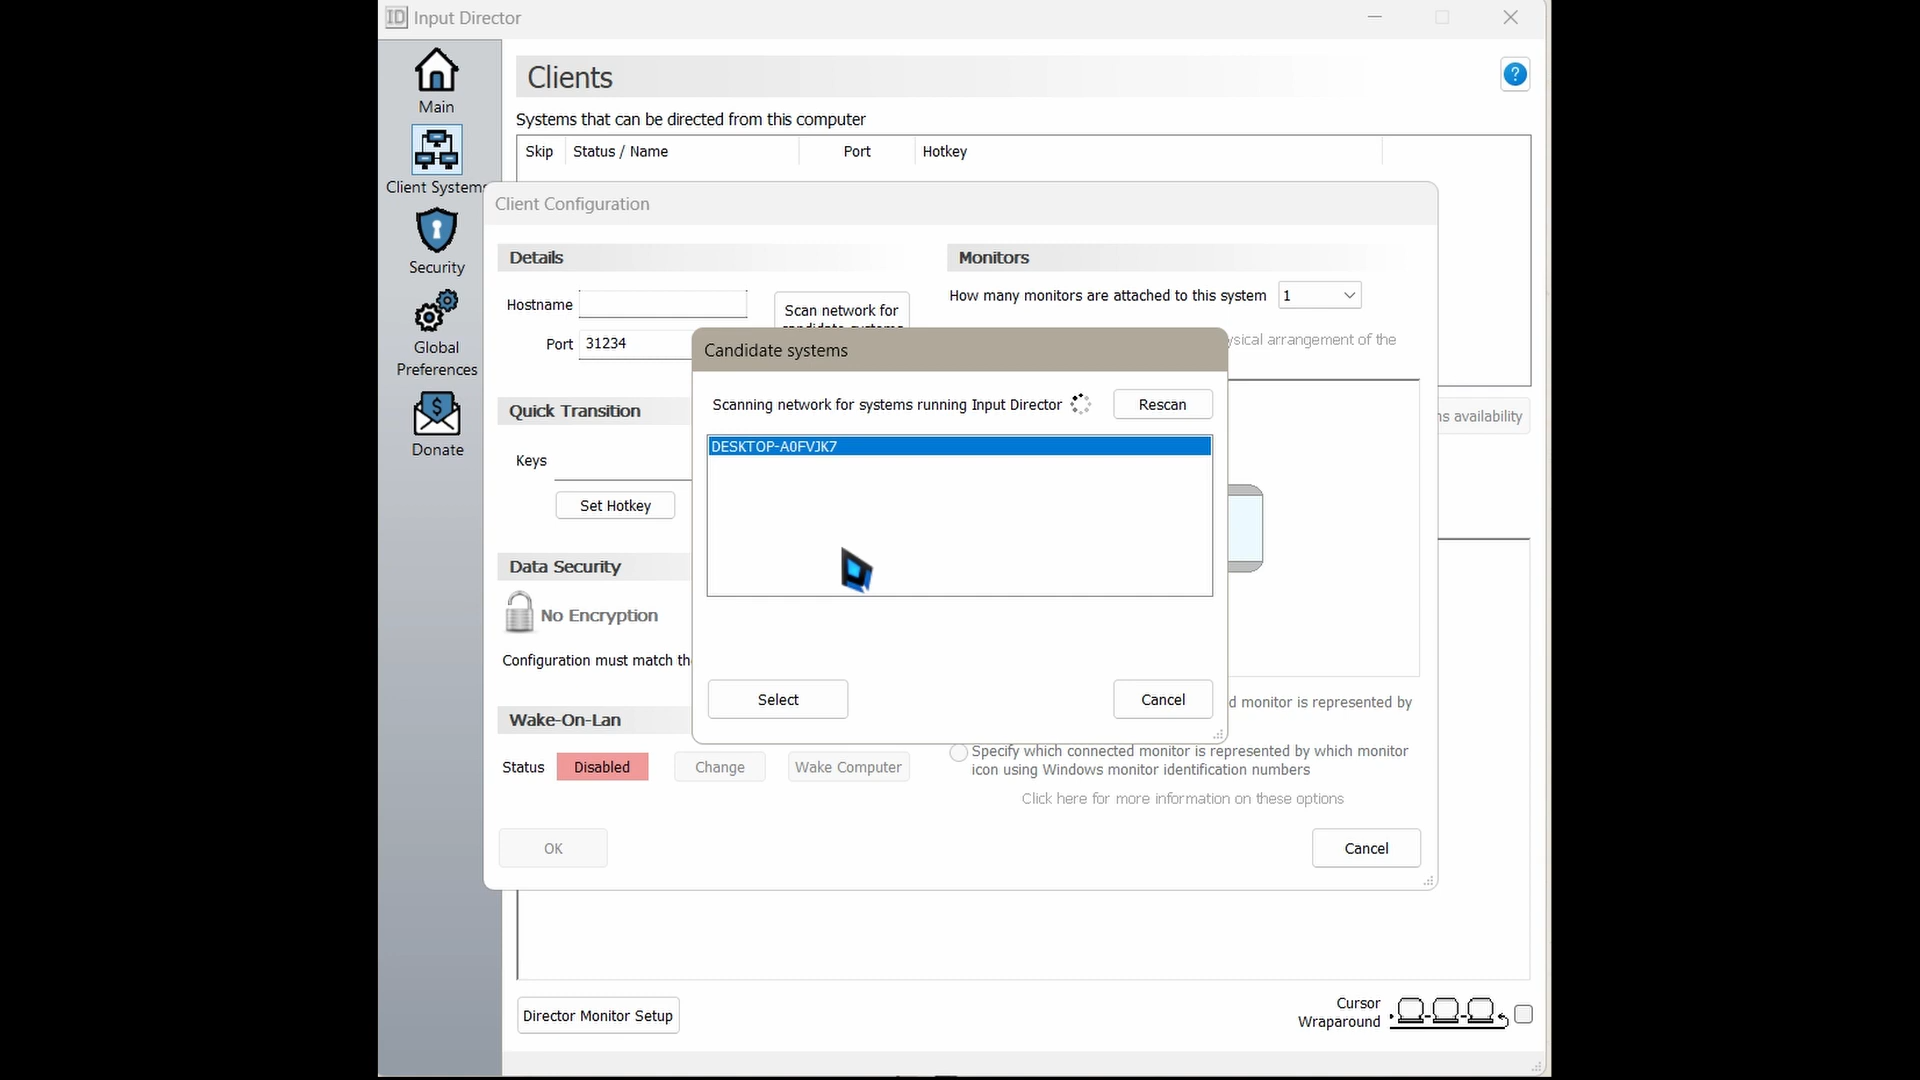 ID Input Director
Main
Client Systems
Security
Global
Preferences
Donate
Clients
?
Systems that can be directed from this computer
Skip Status / Name Port Hotkey
Client Configuration
Details
Hostname
Scan network for
candidate systems
Port 31234
Monitors
How many monitors are attached to this system 1
ysical arrangement of the
Candidate systems
Scanning network for systems running Input Director Rescan
DESKTOP-A0FVJK7
Select Cancel
Quick Transition
Keys
Set Hotkey
Data Security
No Encryption
Configuration must match th
Wake-On-Lan
Status Disabled Change Wake Computer
ns availability
d monitor is represented by
Specify which connected monitor is represented by which monitor
icon using Windows monitor identification numbers
Click here for more information on these options
OK Cancel
Director Monitor Setup
Cursor
Wraparound